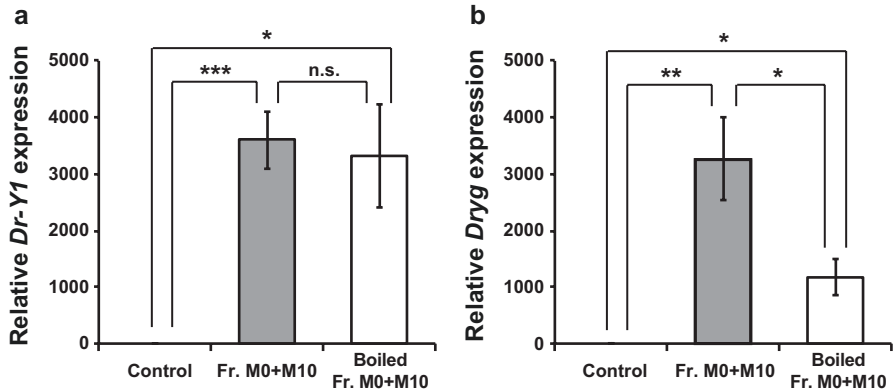 a
Relative Dr-Y1 expression
5000
4000
3000
2000
1000
0
*
***
n.s.
Control
Fr. M0+M10
Boiled
Fr. M0+M10
b
Relative Dryg expression
5000
4000
3000
2000
1000
0
*
**
*
Control
Fr. M0+M10
Boiled
Fr. M0+M10